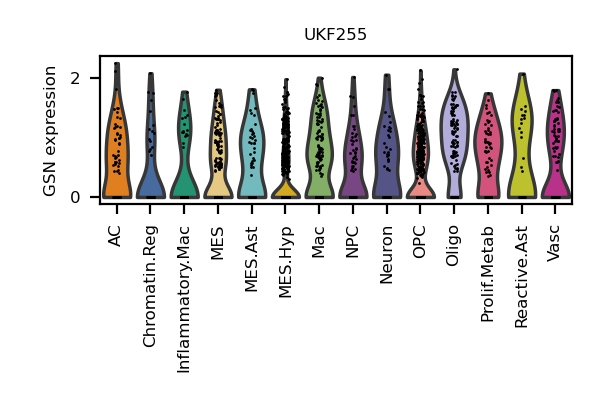 UKF255
GSN expression
2
0
AC
Chromatin.Reg
Inflammatory.Mac
MES
MES.Ast
MES.Hyp
Mac
NPC
Neuron
OPC
Oligo
Prolif.Metab
Reactive.Ast
Vasc